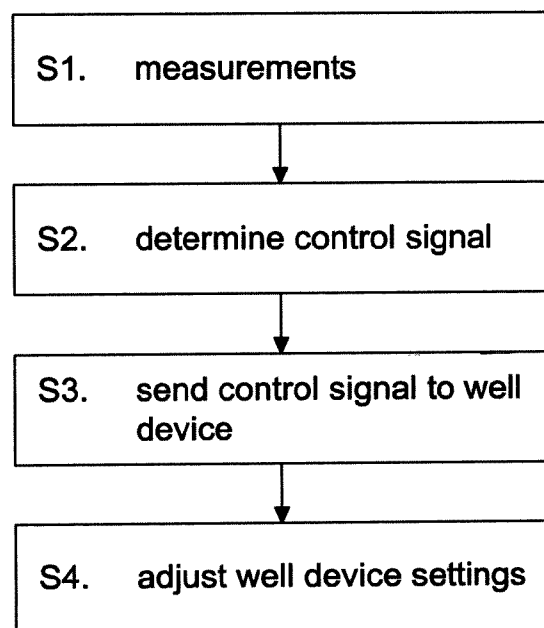 S1. measurements
S2. determine control signal
S3. send control signal to well
device
S4. adjust well device settings